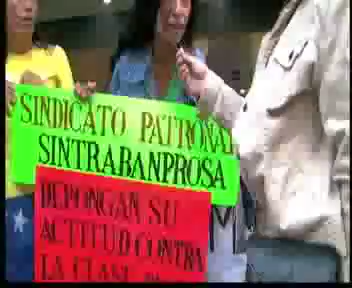 SINDICATO PATRONAL
SINTRABANPROSA
DEPONGAN SU
ACTITUD CONTRA
LA CLASE